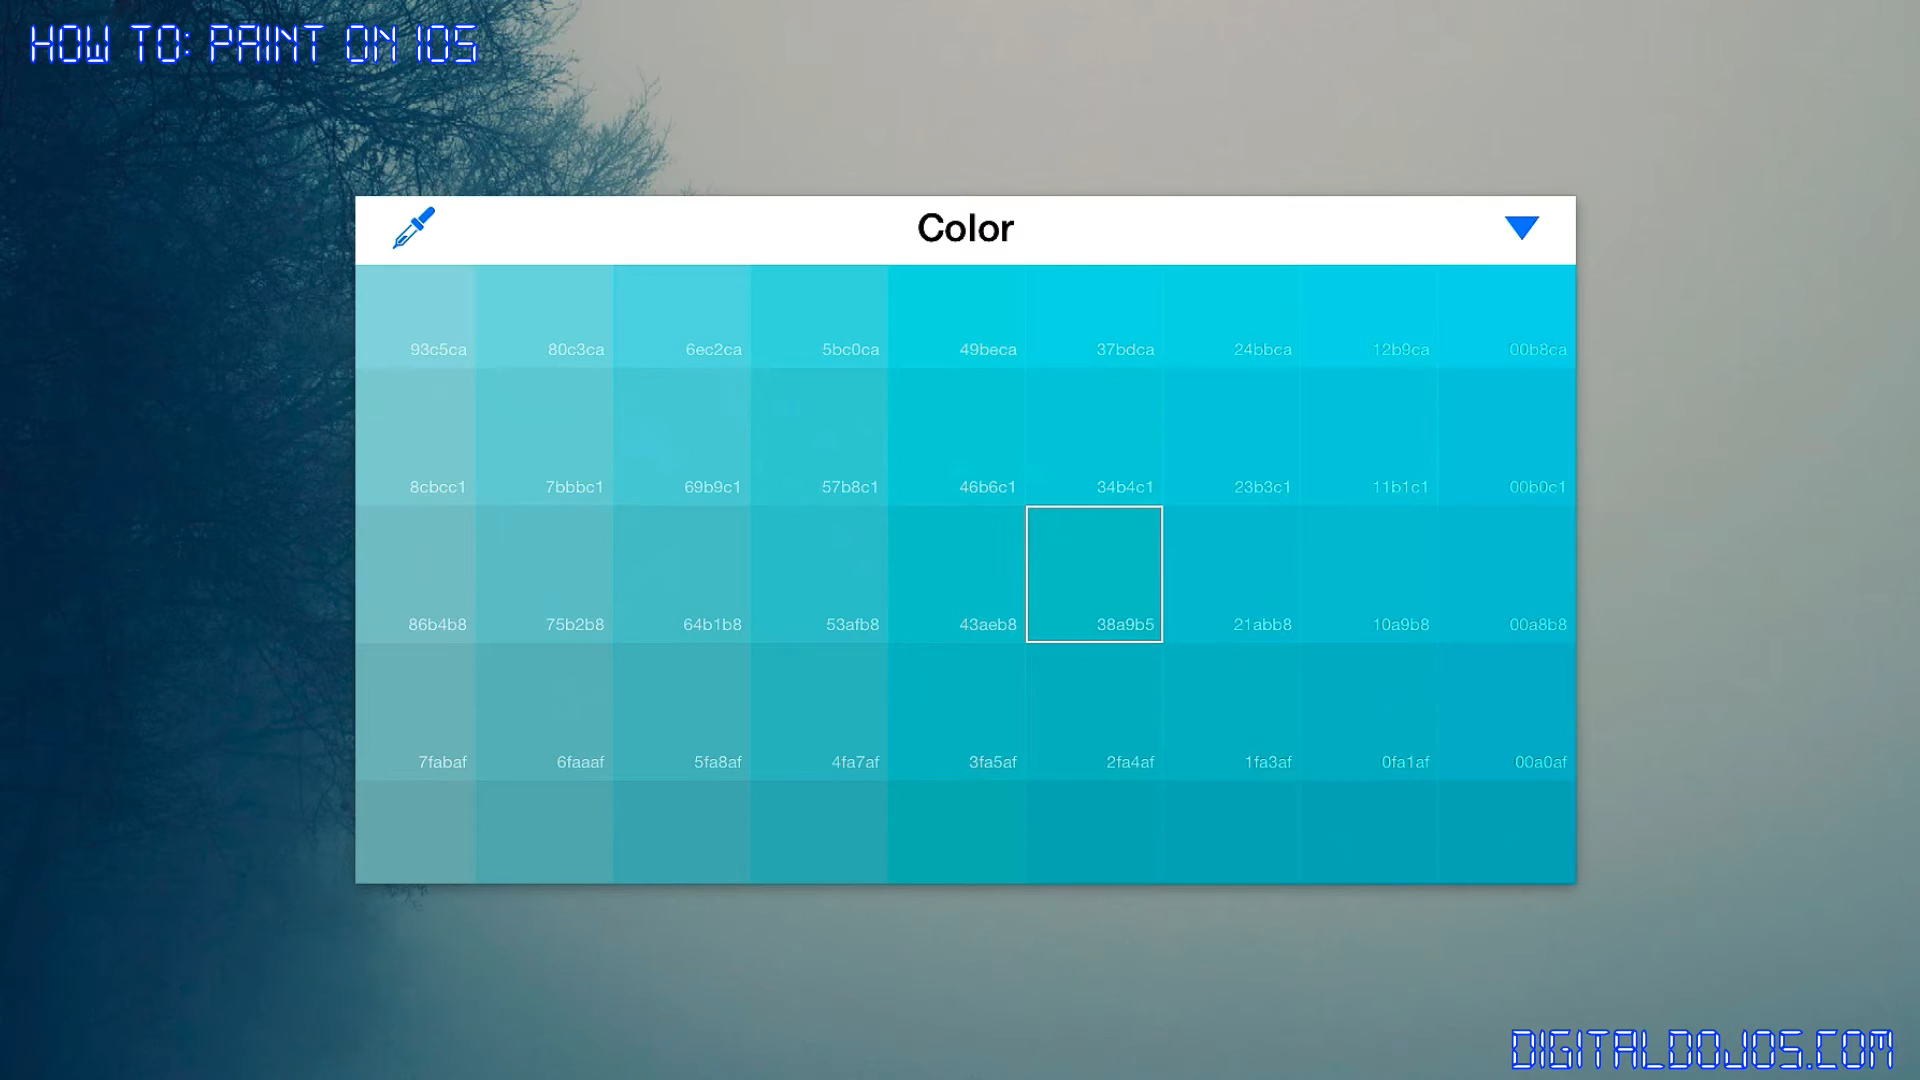 HOW TO: PAINT ON IOS
Color
93c5ca 80c3ca 6ec2ca 5bc0ca 49beca 37bdca 24bbca 12b9ca 00b8ca
8cbcc1 7bbbc1 69b9c1 57b8c1 46b6c1 34b4c1 23b3c1 11b1c1 00b0c1
86b4b8 75b2b8 64b1b8 53afb8 43aeb8 38a9b5 21abb8 10a9b8 00a8b8
7fabaf 6faaaf 5fa8af 4fa7af 3fa5af 2fa4af 1fa3af 0fa1af 00a0af
DIGITALDOJOS.COM